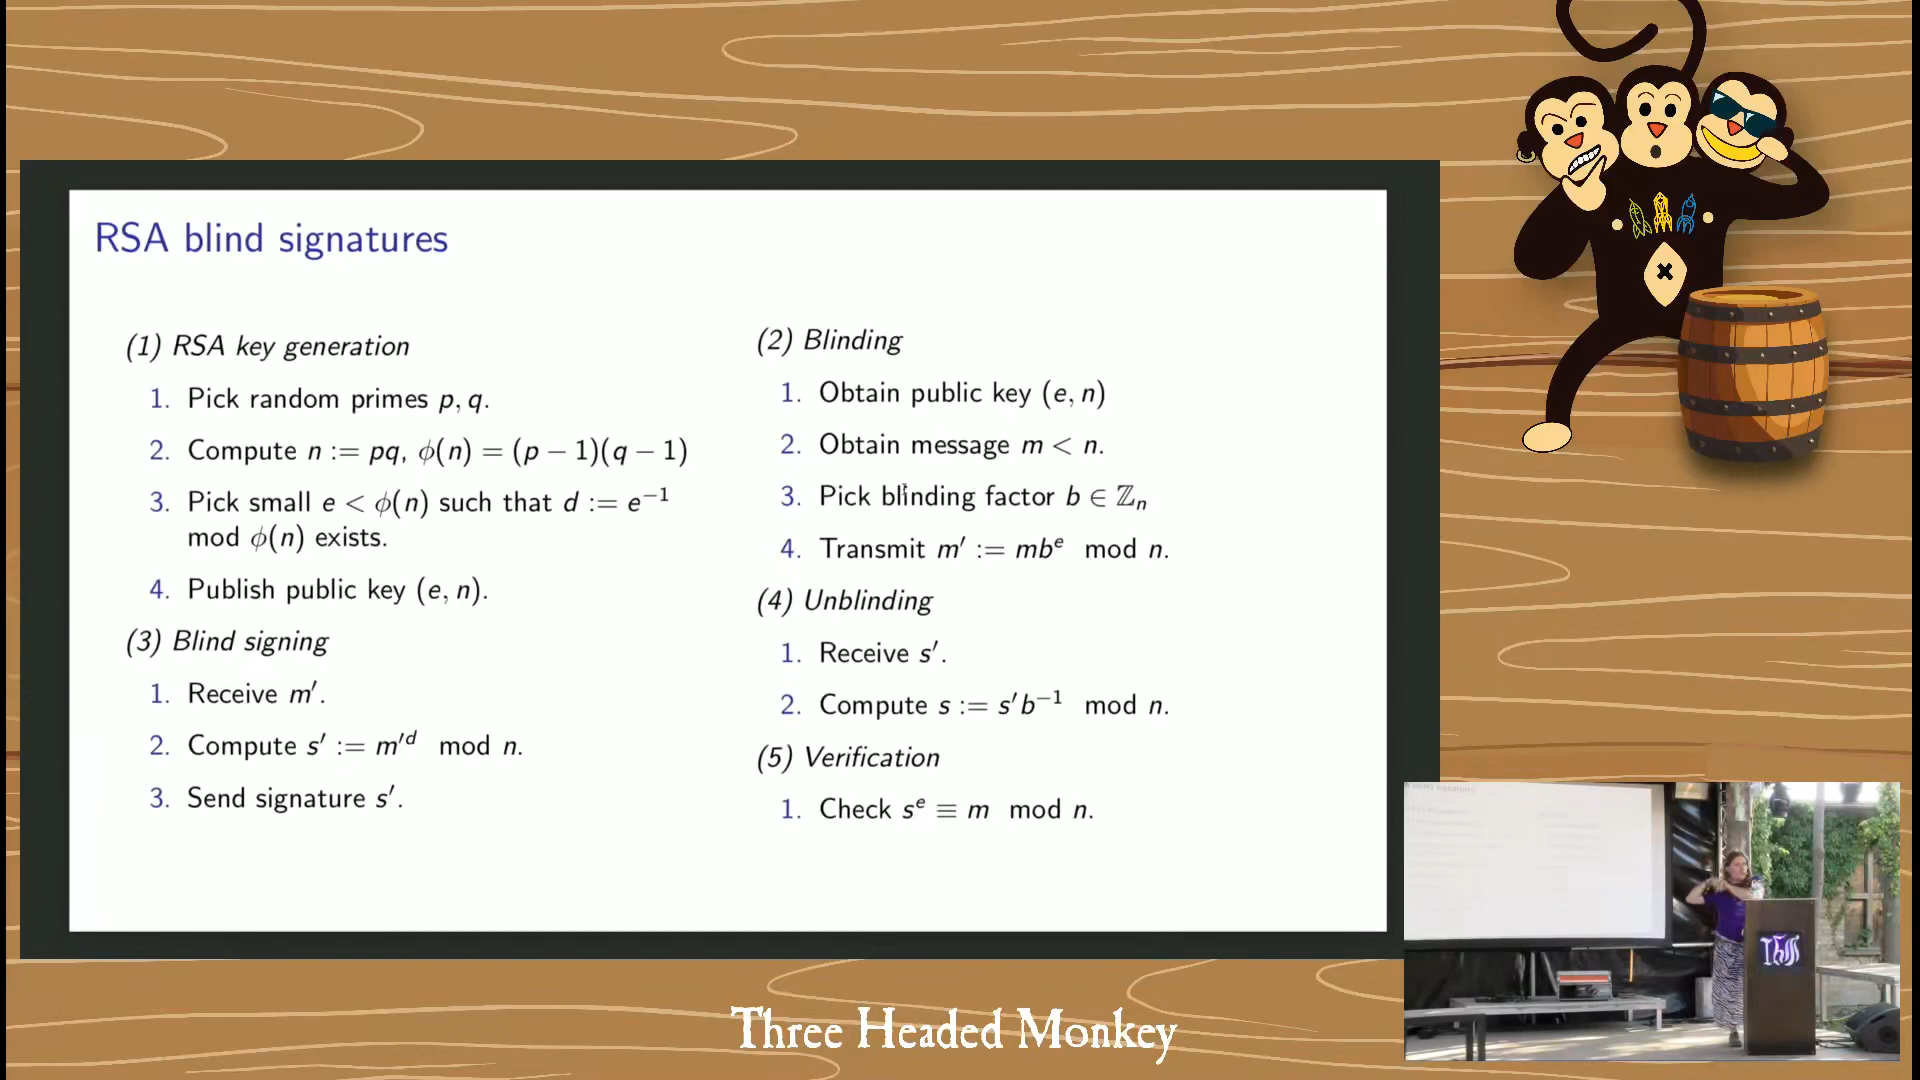 RSA blind signatures
(1) RSA key generation
1. Pick random primes p, q.
2. Compute n := pq, ϕ(n) = (p − 1)(q − 1)
3. Pick small e < ϕ(n) such that d := e⁻¹
mod ϕ(n) exists.
4. Publish public key (e, n).
(3) Blind signing
1. Receive m′.
2. Compute s′ := m′ᵈ mod n.
3. Send signature s′.
(2) Blinding
1. Obtain public key (e, n)
2. Obtain message m < n.
3. Pick blinding factor b ∈ ℤₙ
4. Transmit m′ := mbᵉ mod n.
(4) Unblinding
1. Receive s′.
2. Compute s := s′b⁻¹ mod n.
(5) Verification
1. Check sᵉ ≡ m mod n.
Three Headed Monkey